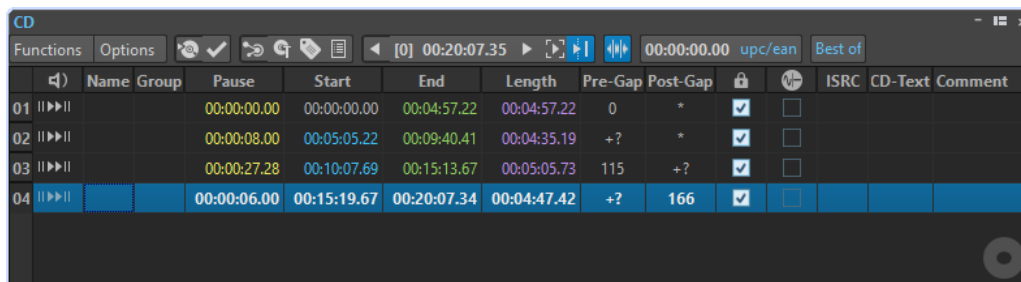 CD
Functions Options [0] 00:20:07.35 00:00:00.00 upc/ean Best of
Name Group Pause Start End Length Pre-Gap Post-Gap ISRC CD-Text Comment
01 00:00:00.00 00:00:00.00 00:04:57.22 00:04:57.22 0 *
02 00:00:08.00 00:05:05.22 00:09:40.41 00:04:35.19 +? *
03 00:00:27.28 00:10:07.69 00:15:13.67 00:05:05.73 115 +?
04 00:00:06.00 00:15:19.67 00:20:07.34 00:04:47.42 +? 166